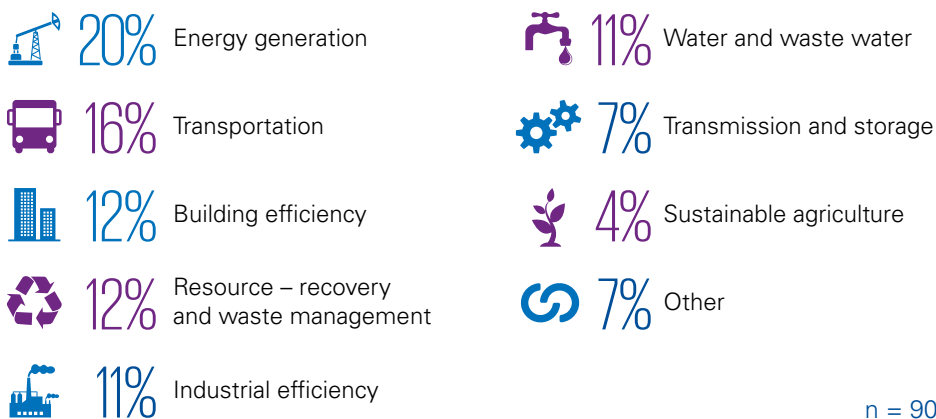 20% Energy generation
16% Transportation
12% Building efficiency
12% Resource – recovery
and waste management
11% Industrial efficiency
11% Water and waste water
7% Transmission and storage
4% Sustainable agriculture
7% Other
n = 90